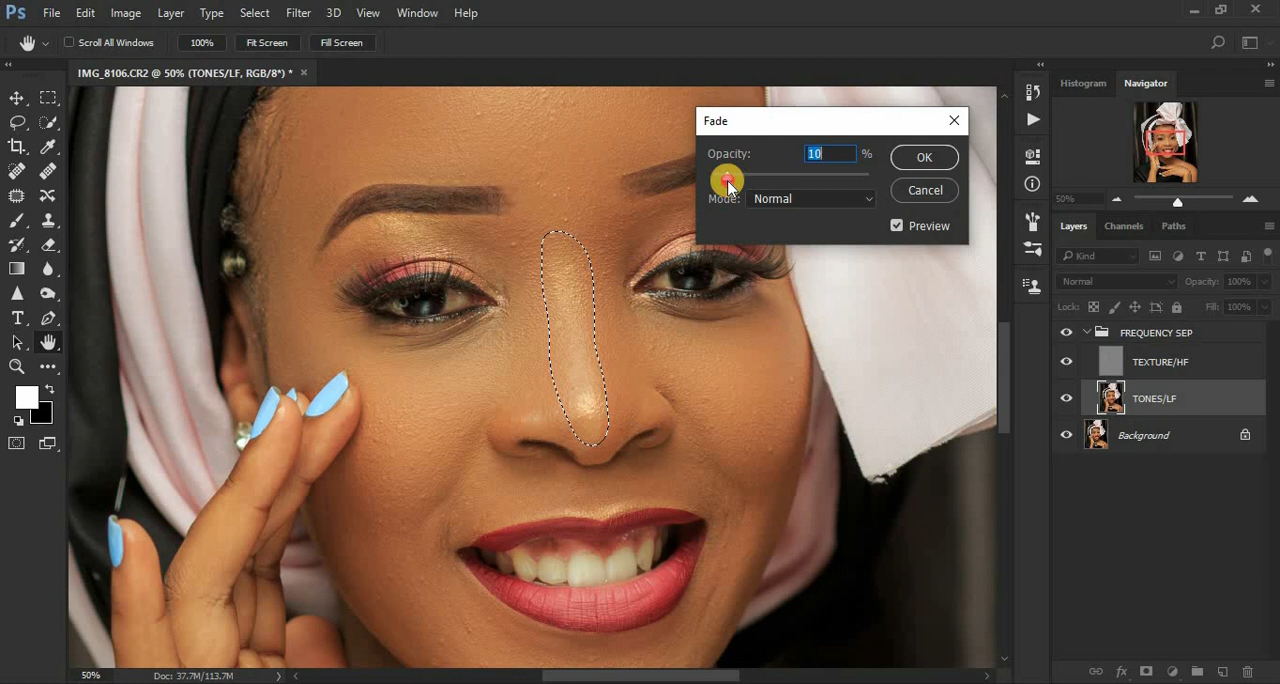 Ps File Edit Image Layer Type Select Filter 3D View Window Help
Scroll All Windows 100% Fit Screen Fill Screen
IMG_8106.CR2 @ 50% (TONES/LF, RGB/8*) *
Histogram Navigator
Fade
Opacity: 10 %
OK
Cancel
Mode: Normal
Preview
50%
Layers Channels Paths
Kind
Normal Opacity: 100%
Lock: Fill: 100%
FREQUENCY SEP
TEXTURE/HF
TONES/LF
Background
50% Doc: 37.7M/113.7M